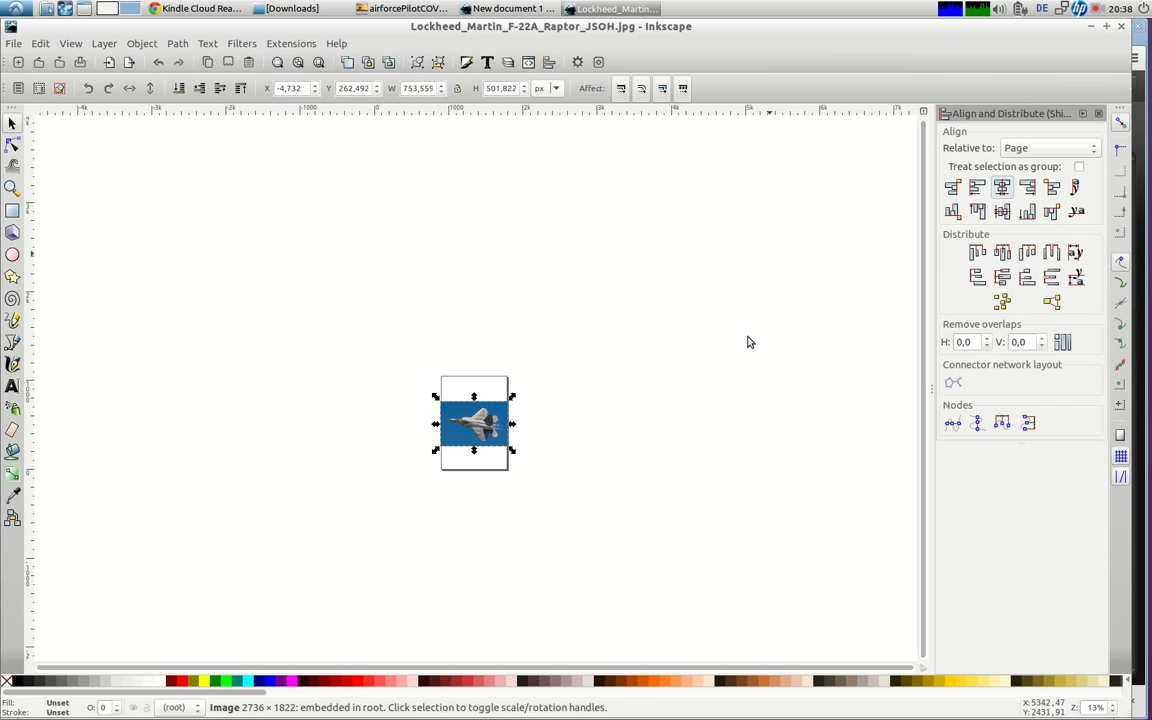 Kindle Cloud Rea...
[Downloads]
airforcePilotCOV...
New document 1 ...
Lockheed_Martin...
DE
20:38
Lockheed_Martin_F-22A_Raptor_JSOH.jpg - Inkscape
File Edit View Layer Object Path Text Filters Extensions Help
X -4,732 Y 262,492 W 753,559 H 501,822 px Affect:
Align and Distribute (Shi...
Align
Relative to: Page
Treat selection as group:
Distribute
Remove overlaps
H: 0,0 V: 0,0
Connector network layout
Nodes
Fill: Unset
Stroke: Unset
O: 0
(root)
Image 2736 × 1822: embedded in root. Click selection to toggle scale/rotation handles.
X:5342,47
Y:2431,91
Z: 13%